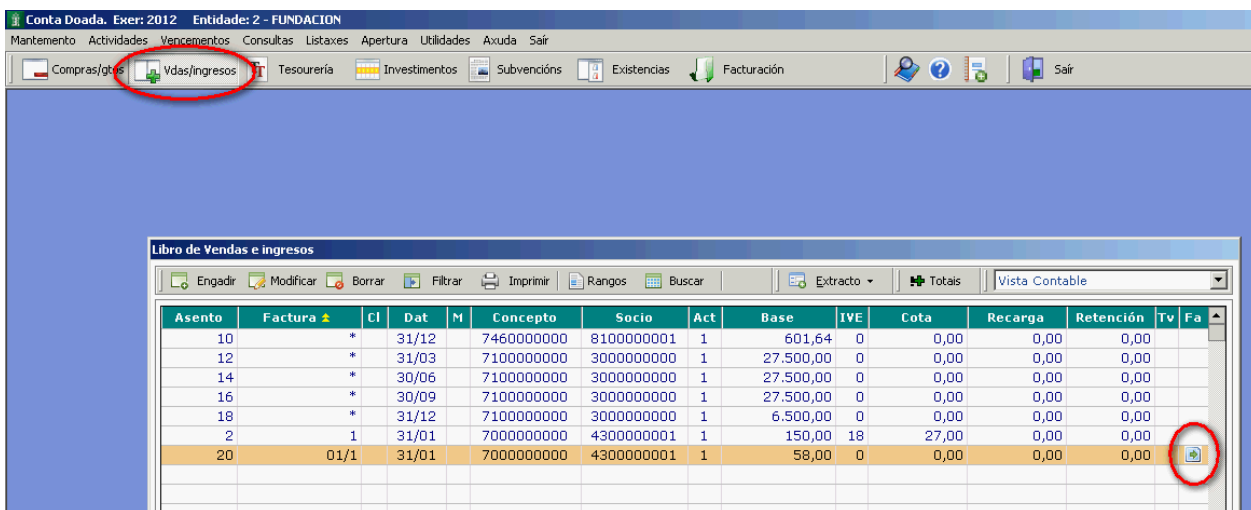 Conta Doada. Exer: 2012 Entidade: 2 - FUNDACION
Mantemento Actividades Vencementos Consultas Listaxes Apertura Utilidades Axuda Saír
Compras/gtos Vdas/ingresos Tesourería Investimentos Subvencións Existencias Facturación Saír
Libro de Vendas e ingresos
Engadir Modificar Borrar Filtrar Imprimir Rangos Buscar Extracto Totais Vista Contable
Asento Factura Cl Dat M Concepto Socio Act Base IVE Cota Recarga Retención Tv Fa
10 * 31/12 7460000000 8100000001 1 601,64 0 0,00 0,00 0,00
12 * 31/03 7100000000 3000000000 1 27.500,00 0 0,00 0,00 0,00
14 * 30/06 7100000000 3000000000 1 27.500,00 0 0,00 0,00 0,00
16 * 30/09 7100000000 3000000000 1 27.500,00 0 0,00 0,00 0,00
18 * 31/12 7100000000 3000000000 1 6.500,00 0 0,00 0,00 0,00
2 1 31/01 7000000000 4300000001 1 150,00 18 27,00 0,00 0,00
20 01/1 31/01 7000000000 4300000001 1 58,00 0 0,00 0,00 0,00